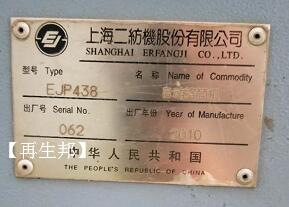 EJ
上海二紡機股份有限公司
SHANGHAI ERFANGJI CO.,LTD.
型号 Type 名称 Name of Commodity
EJP438
出厂号 Serial No. 出厂年份 Year of Manufacture
062 2010
【再生邦】
中华人民共和国
THE PEOPLE'S REPUBLIC OF CHINA